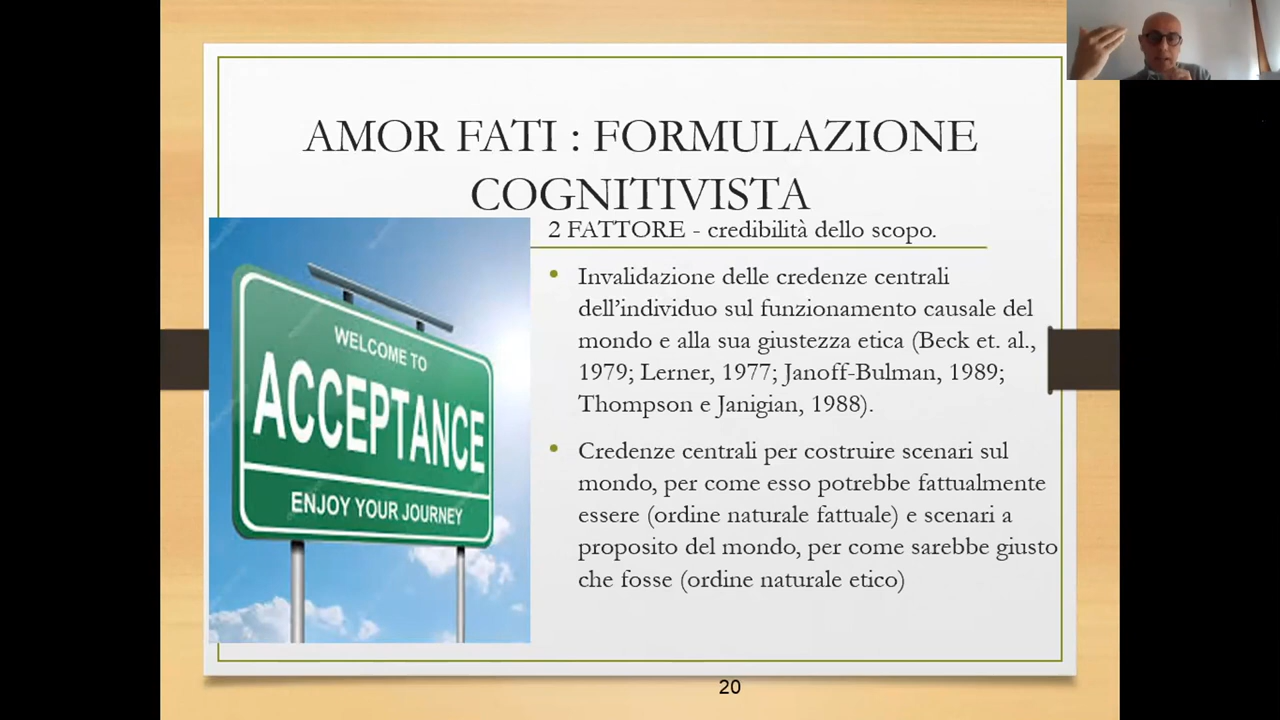 AMOR FATI : FORMULAZIONE
COGNITIVISTA
2 FATTORE - credibilità dello scopo.
• Invalidazione delle credenze centrali
dell'individuo sul funzionamento causale del
mondo e alla sua giustezza etica (Beck et. al.,
1979; Lerner, 1977; Janoff-Bulman, 1989;
Thompson e Janigian, 1988).
• Credenze centrali per costruire scenari sul
mondo, per come esso potrebbe fattualmente
essere (ordine naturale fattuale) e scenari a
proposito del mondo, per come sarebbe giusto
che fosse (ordine naturale etico)
WELCOME TO
ACCEPTANCE
ENJOY YOUR JOURNEY
20